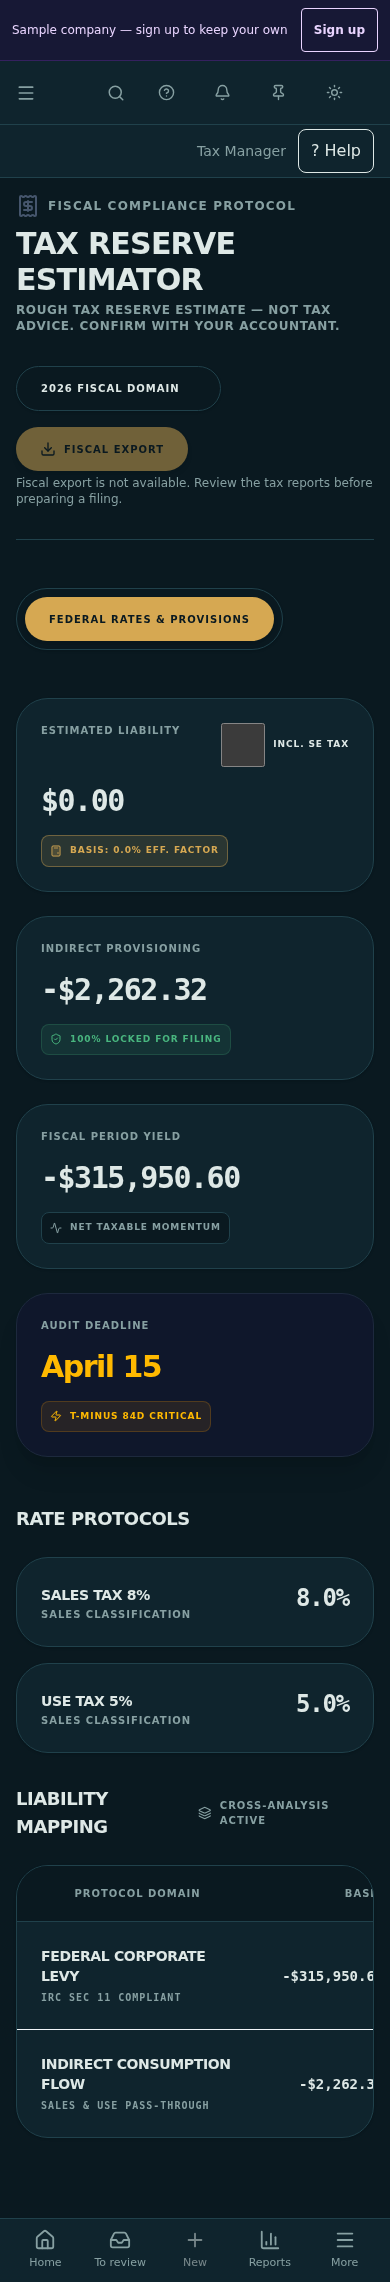 Sample company — sign up to keep your own
Sign up
Tax Manager
? Help
FISCAL COMPLIANCE PROTOCOL
TAX RESERVE
ESTIMATOR
ROUGH TAX RESERVE ESTIMATE — NOT TAX
ADVICE. CONFIRM WITH YOUR ACCOUNTANT.
2026 FISCAL DOMAIN
FISCAL EXPORT
Fiscal export is not available. Review the tax reports before
preparing a filing.
FEDERAL RATES & PROVISIONS
ESTIMATED LIABILITY
INCL. SE TAX
$0.00
BASIS: 0.0% EFF. FACTOR
INDIRECT PROVISIONING
-$2,262.32
100% LOCKED FOR FILING
FISCAL PERIOD YIELD
-$315,950.60
NET TAXABLE MOMENTUM
AUDIT DEADLINE
April 15
T-MINUS 84D CRITICAL
RATE PROTOCOLS
SALES TAX 8%
8.0%
SALES CLASSIFICATION
USE TAX 5%
5.0%
SALES CLASSIFICATION
LIABILITY
MAPPING
CROSS-ANALYSIS
ACTIVE
PROTOCOL DOMAIN
FEDERAL CORPORATE
LEVY
-$315,950.6
IRC SEC 11 COMPLIANT
INDIRECT CONSUMPTION
FLOW
-$2,262.3
SALES & USE PASS-THROUGH
Home
To review
New
Reports
More